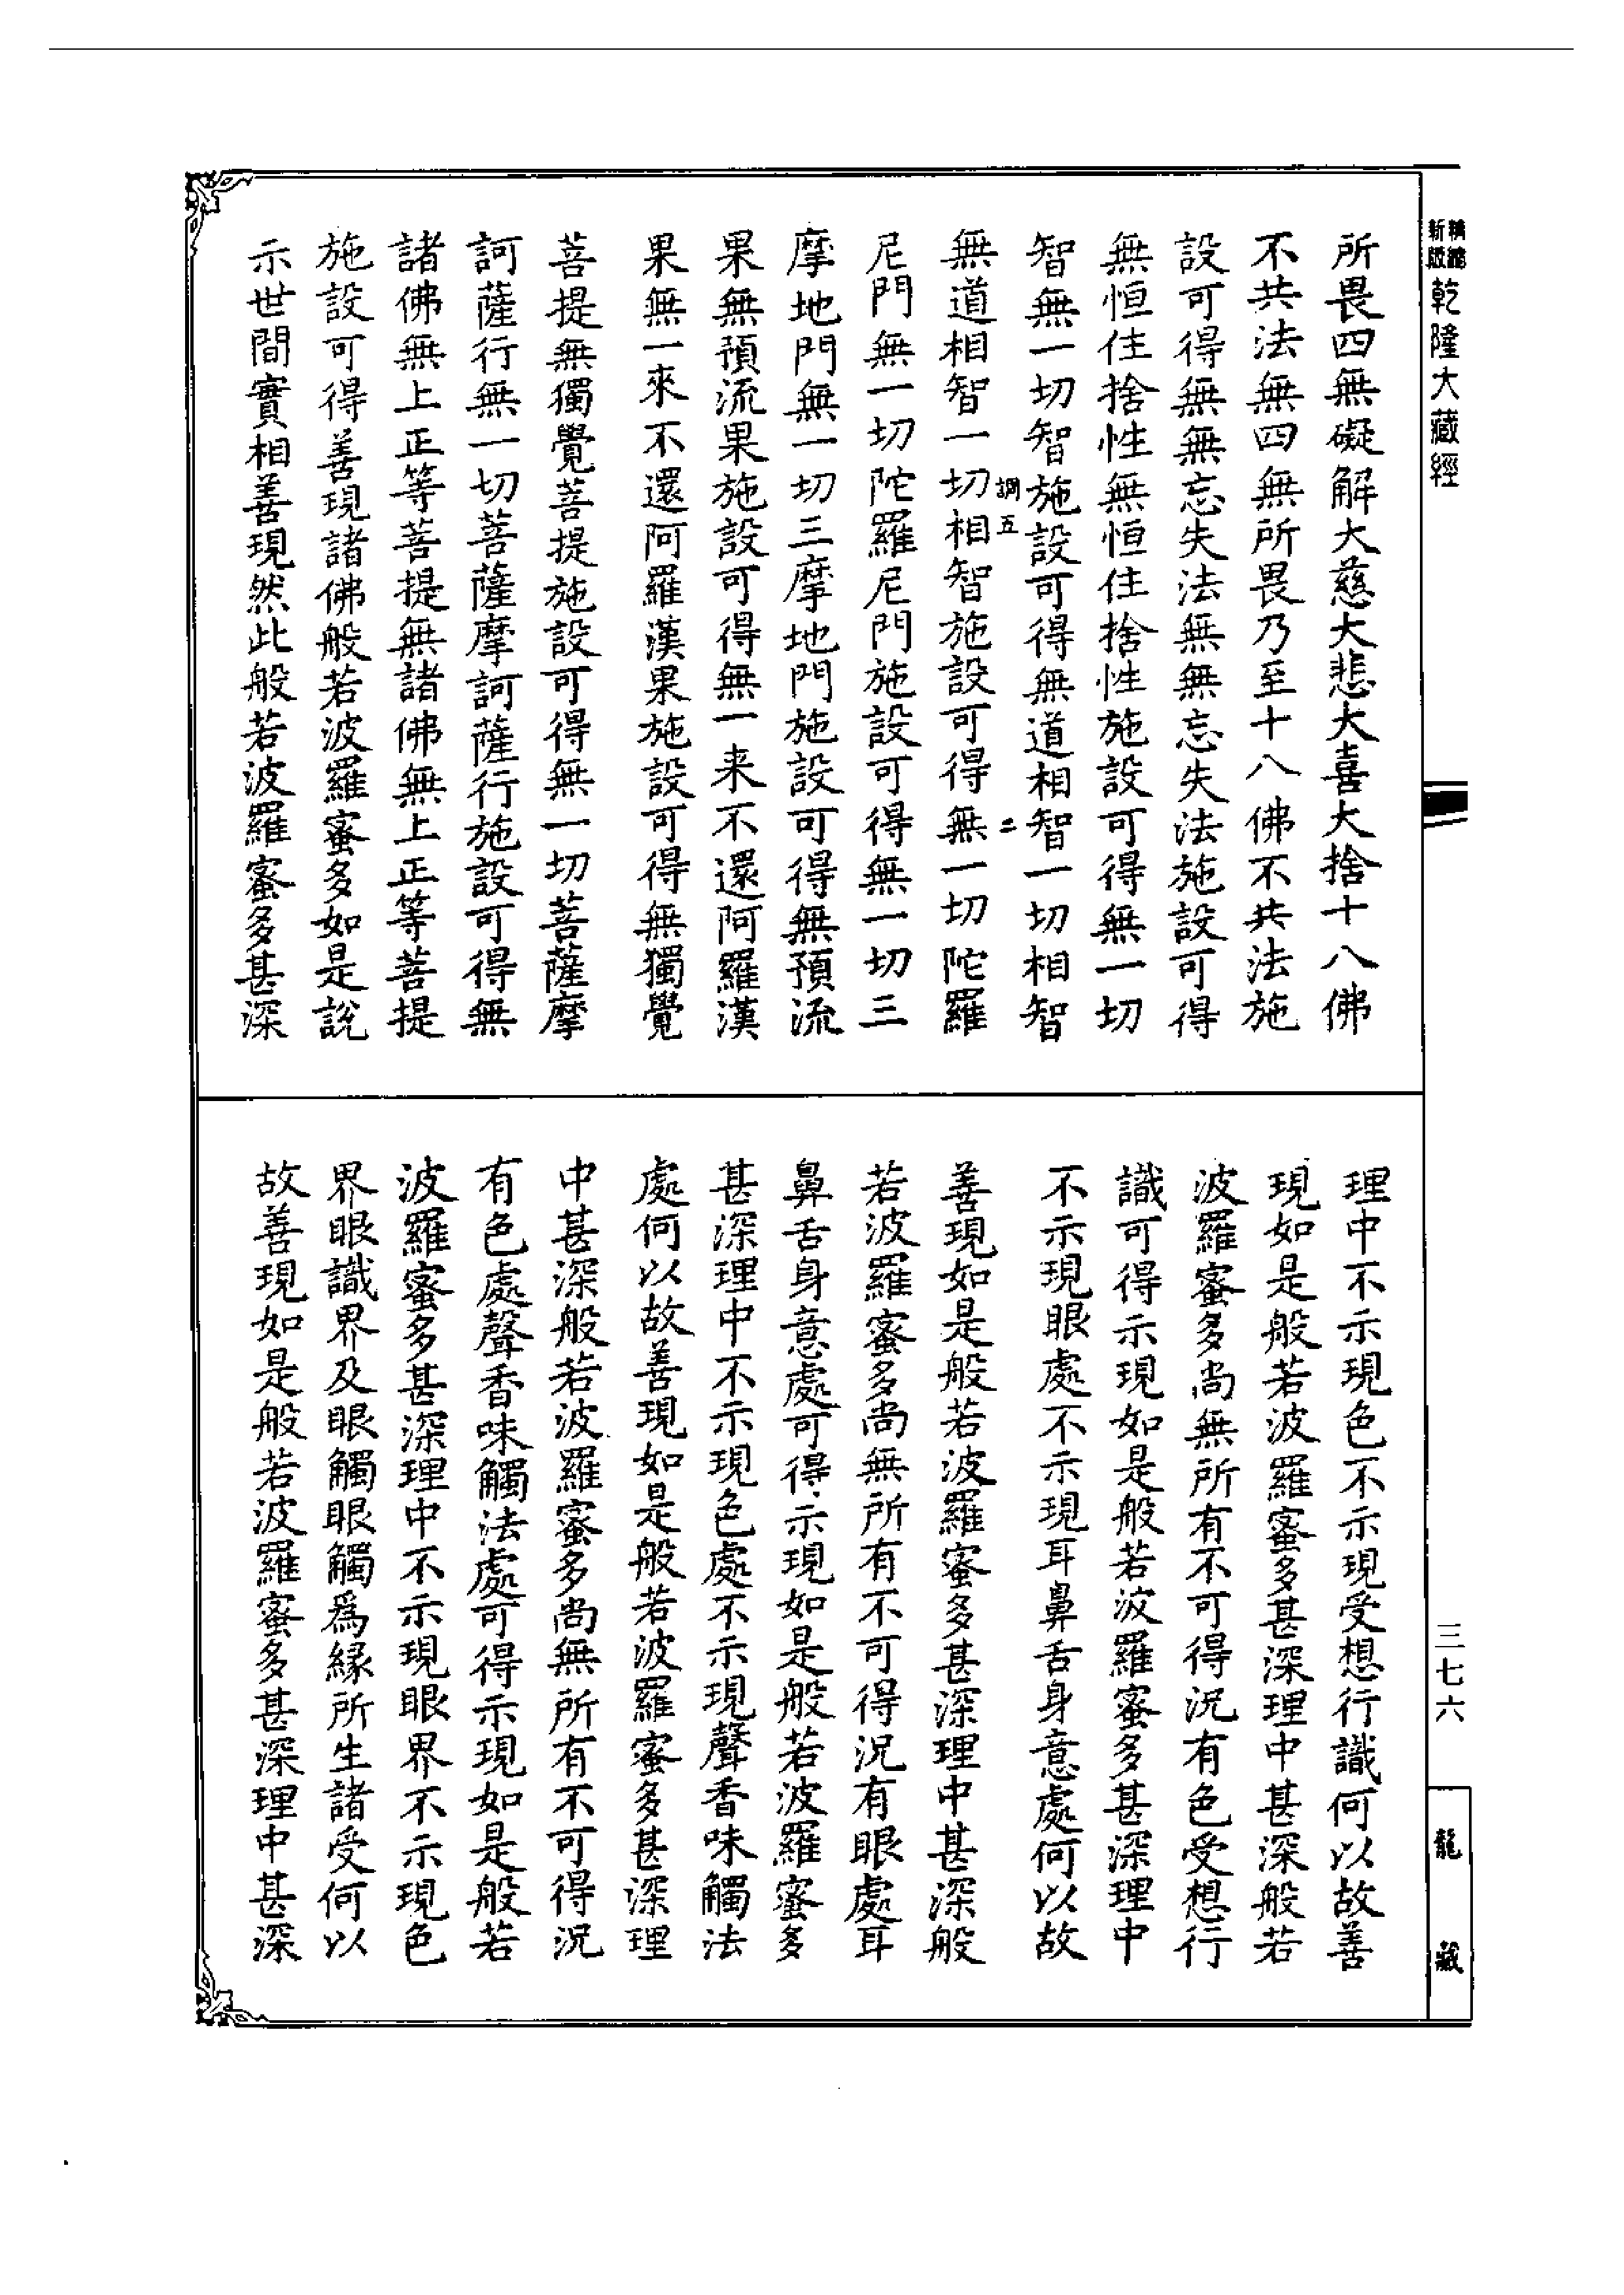 新編
縮版
乾隆大藏經
所畏四無礙解大慈大悲大喜大捨十八佛
不共法無四無所畏乃至十八佛不共法施
設可得無無忘失法無無忘失法施設可得
無恒住捨性無恒住捨性施設可得無一切
智無一切智施設可得無道相智一切相智
調五
二
無道相智一切相智施設可得無一切陀羅
尼門無一切陀羅尼門施設可得無一切三
摩地門無一切三摩地門施設可得無預流
果無預流果施設可得無一来不還阿羅漢
果無一來不還阿羅漢果施設可得無獨覺
菩提無獨覺菩提施設可得無一切菩薩摩
訶薩行無一切菩薩摩訶薩行施設可得無
諸佛無上正等菩提無諸佛無上正等菩提
施設可得善現諸佛般若波羅蜜多如是說
示世間實相善現然此般若波羅蜜多甚深
理中不示現色不示現受想行識何以故善
現如是般若波羅蜜多甚深理中甚深般若
波羅蜜多尚無所有不可得況有色受想行
識可得示現如是般若波羅蜜多甚深理中
不示現眼處不示現耳鼻舌身意處何以故
善現如是般若波羅蜜多甚深理中甚深般
若波羅蜜多尚無所有不可得況有眼處耳
鼻舌身意處可得示現如是般若波羅蜜多
甚深理中不示現色處不示現聲香味觸法
處何以故善現如是般若波羅蜜多甚深理
中甚深般若波羅蜜多尚無所有不可得況
有色處聲香味觸法處可得示現如是般若
波羅蜜多甚深理中不示現眼界不示現色
界眼識界及眼觸眼觸為緣所生諸受何以
故善現如是般若波羅蜜多甚深理中甚深
三七六
龍藏